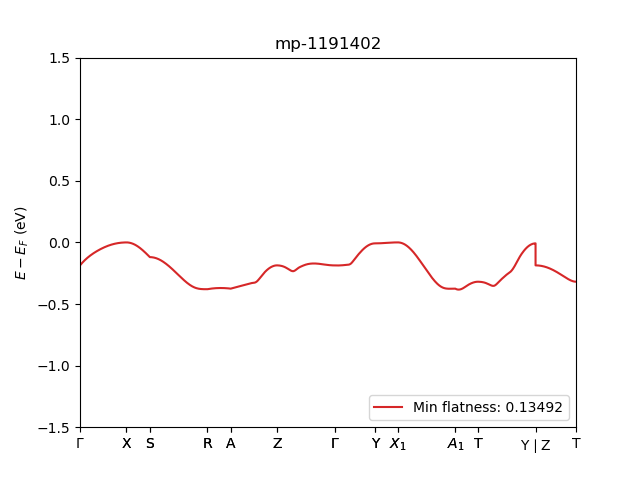 mp-1191402
1.5
1.0
0.5
0.0
−0.5
−1.0
−1.5
E − E_F (eV)
Min flatness: 0.13492
Γ X S R A Z Γ Y X₁ A₁ T Y | Z T